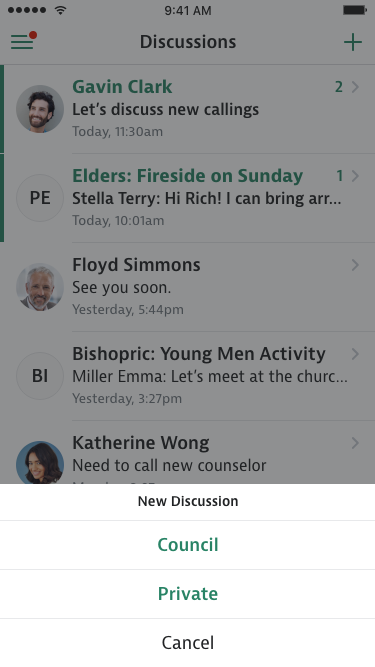 9:41 AM
Discussions
Gavin Clark 2
Let's discuss new callings
Today, 11:30am
PE
Elders: Fireside on Sunday 1
Stella Terry: Hi Rich! I can bring arr...
Today, 10:01am
Floyd Simmons
See you soon.
Yesterday, 5:44pm
BI
Bishopric: Young Men Activity
Miller Emma: Let's meet at the churc...
Yesterday, 3:27pm
Katherine Wong
Need to call new counselor
New Discussion
Council
Private
Cancel